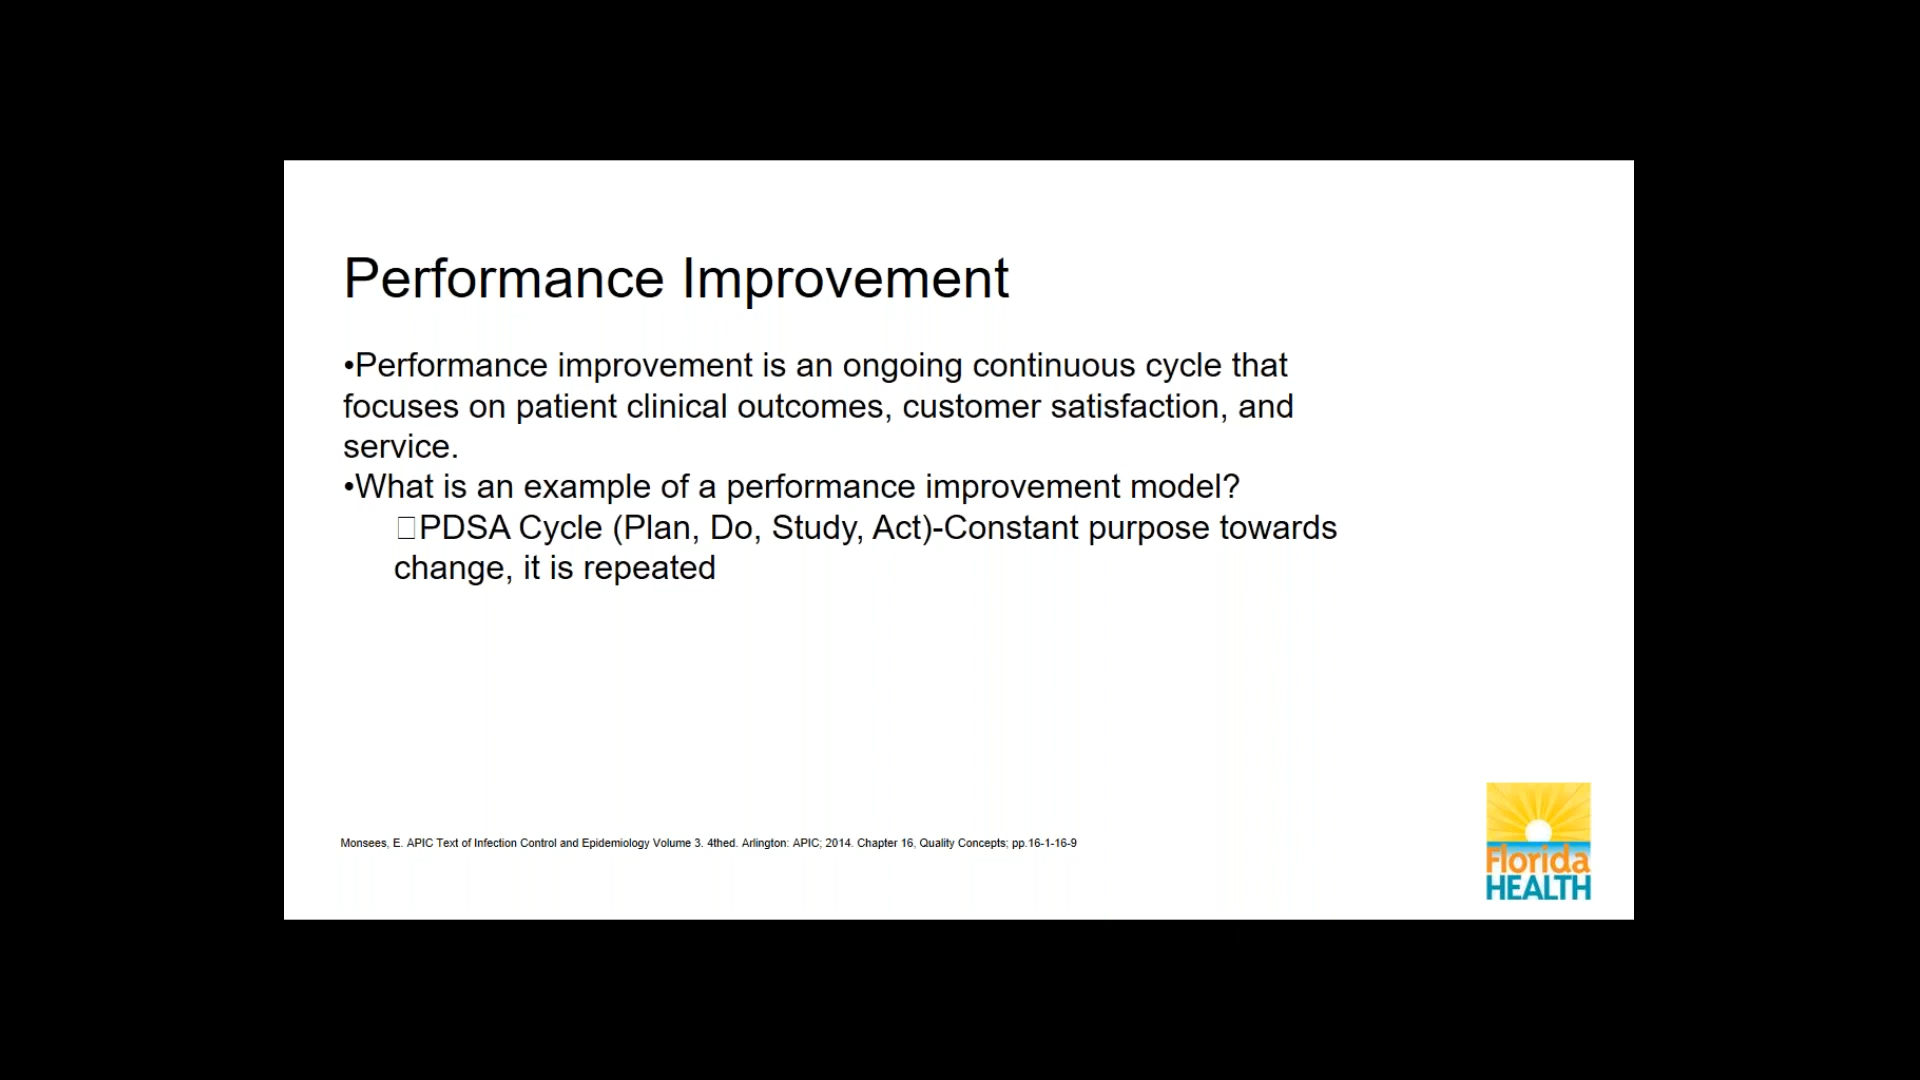 Performance Improvement
•Performance improvement is an ongoing continuous cycle that
focuses on patient clinical outcomes, customer satisfaction, and
service.
•What is an example of a performance improvement model?
□PDSA Cycle (Plan, Do, Study, Act)-Constant purpose towards
change, it is repeated
Monsees, E. APIC Text of Infection Control and Epidemiology Volume 3. 4thed. Arlington: APIC; 2014. Chapter 16, Quality Concepts; pp.16-1-16-9
Florida
HEALTH